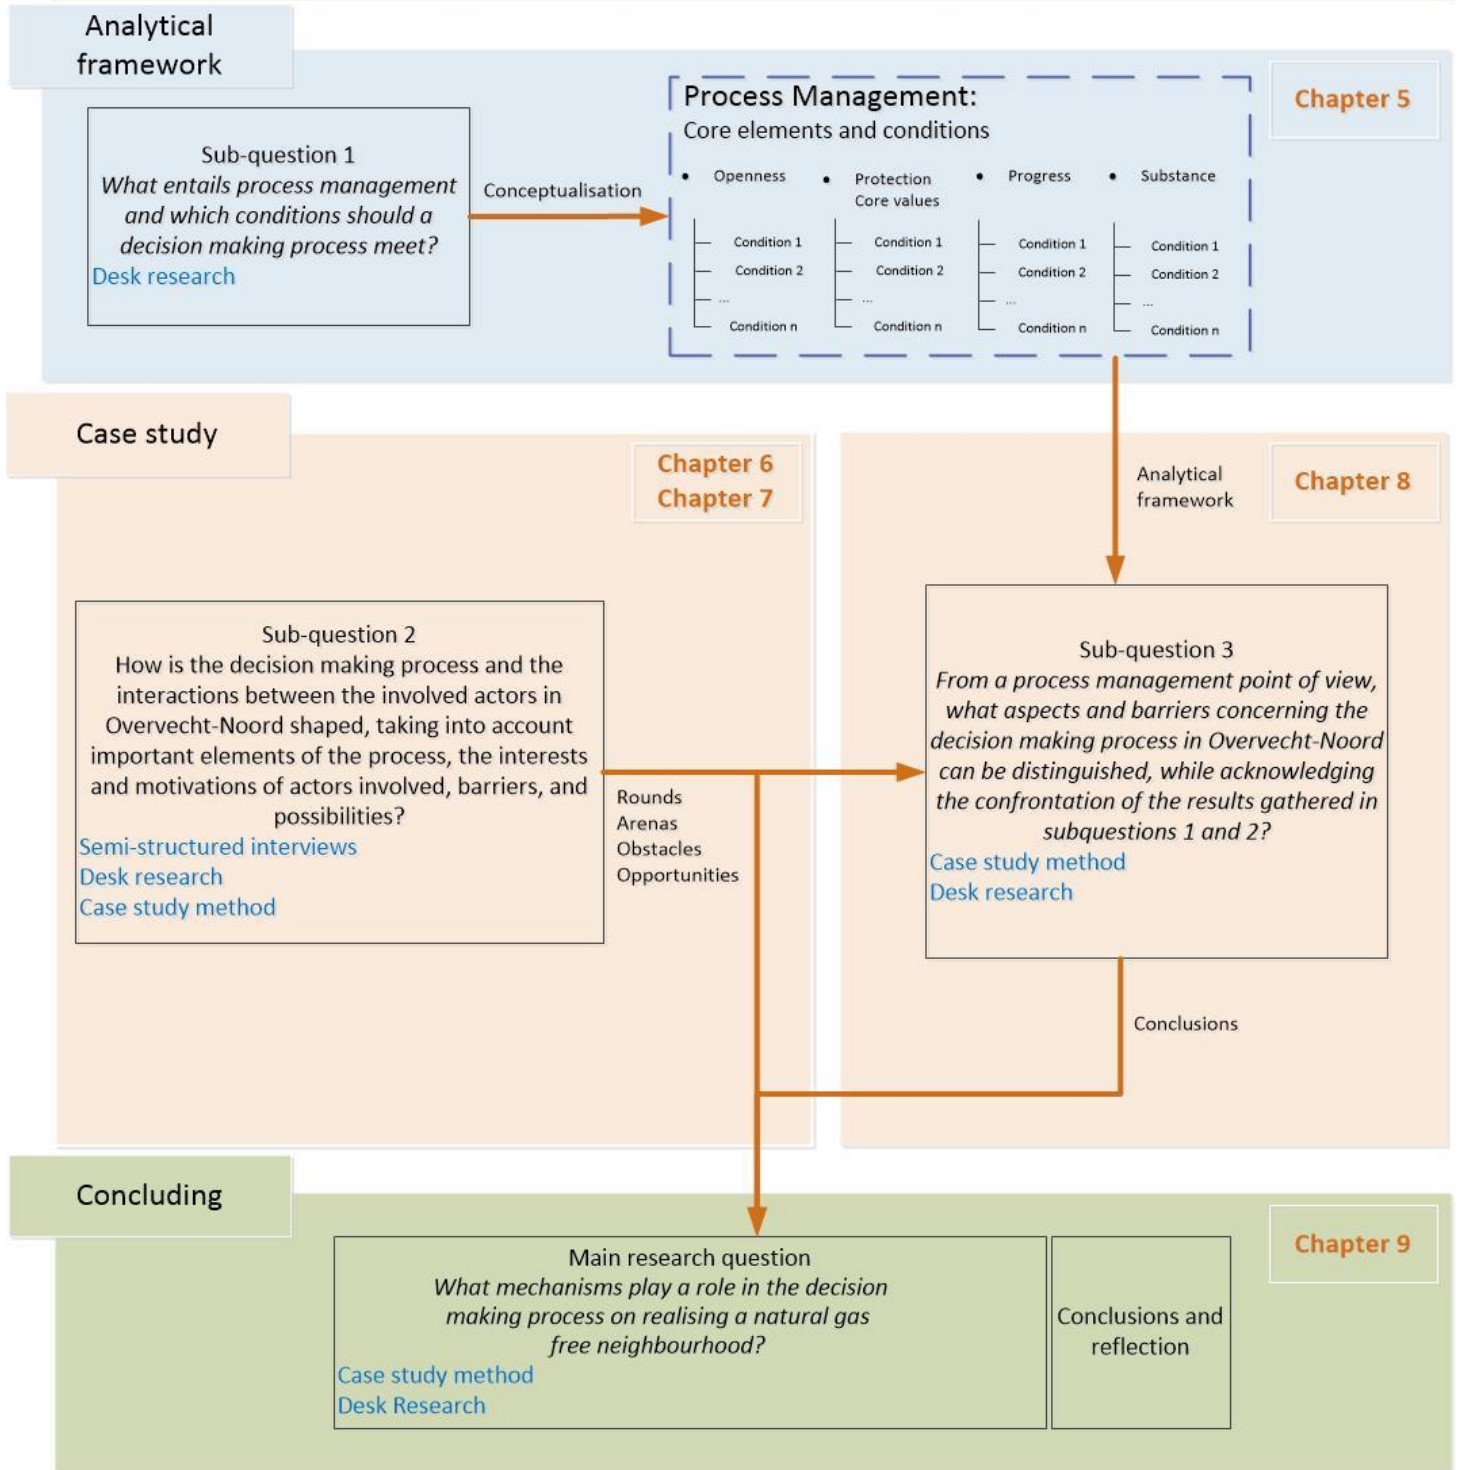 Analytical
framework
Chapter 5
Sub-question 1
What entails process management
and which conditions should a
decision making process meet?
Desk research
Conceptualisation
Process Management:
Core elements and conditions
• Openness
Condition 1
Condition 2
...
Condition n
• Protection
Core values
Condition 1
Condition 2
...
Condition n
• Progress
Condition 1
Condition 2
...
Condition n
• Substance
Condition 1
Condition 2
...
Condition n
Case study
Chapter 6
Chapter 7
Sub-question 2
How is the decision making process and the
interactions between the involved actors in
Overvecht-Noord shaped, taking into account
important elements of the process, the interests
and motivations of actors involved, barriers, and
possibilities?
Semi-structured interviews
Desk research
Case study method
Rounds
Arenas
Obstacles
Opportunities
Analytical
framework
Chapter 8
Sub-question 3
From a process management point of view,
what aspects and barriers concerning the
decision making process in Overvecht-Noord
can be distinguished, while acknowledging
the confrontation of the results gathered in
subquestions 1 and 2?
Case study method
Desk research
Conclusions
Concluding
Chapter 9
Main research question
What mechanisms play a role in the decision
making process on realising a natural gas
free neighbourhood?
Case study method
Desk Research
Conclusions and
reflection